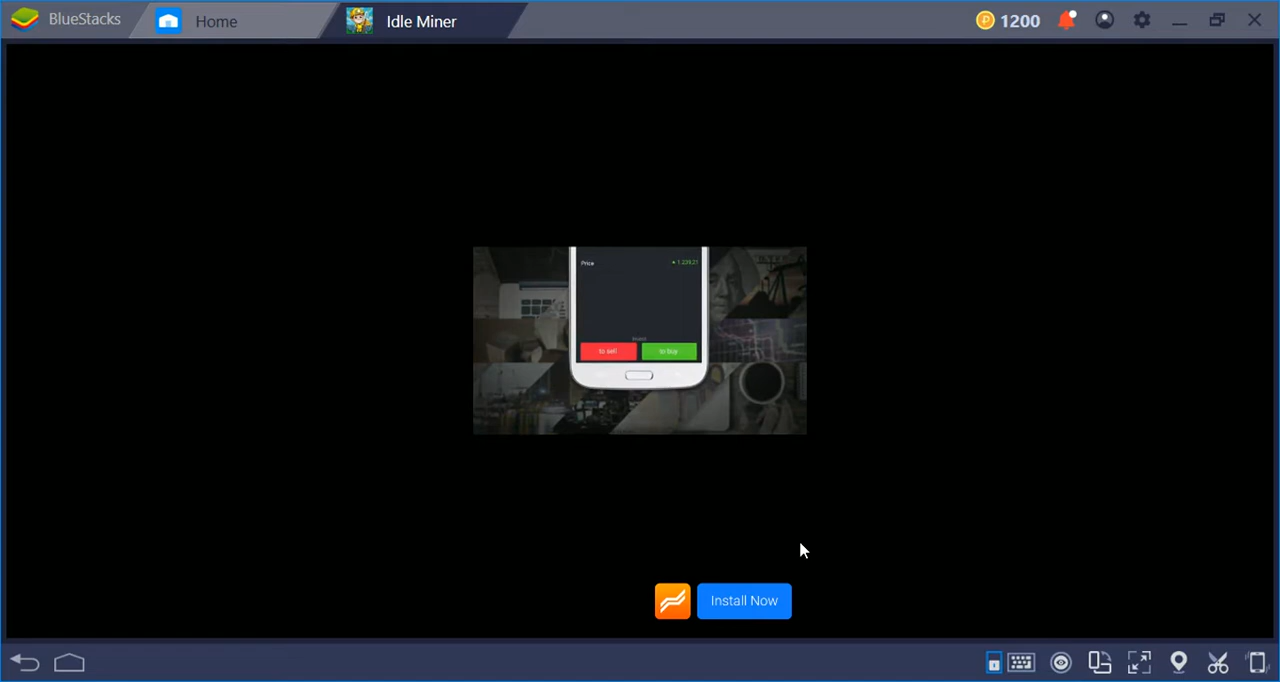 BlueStacks
Home
Idle Miner
1200
Price
to sell
to buy
Install Now